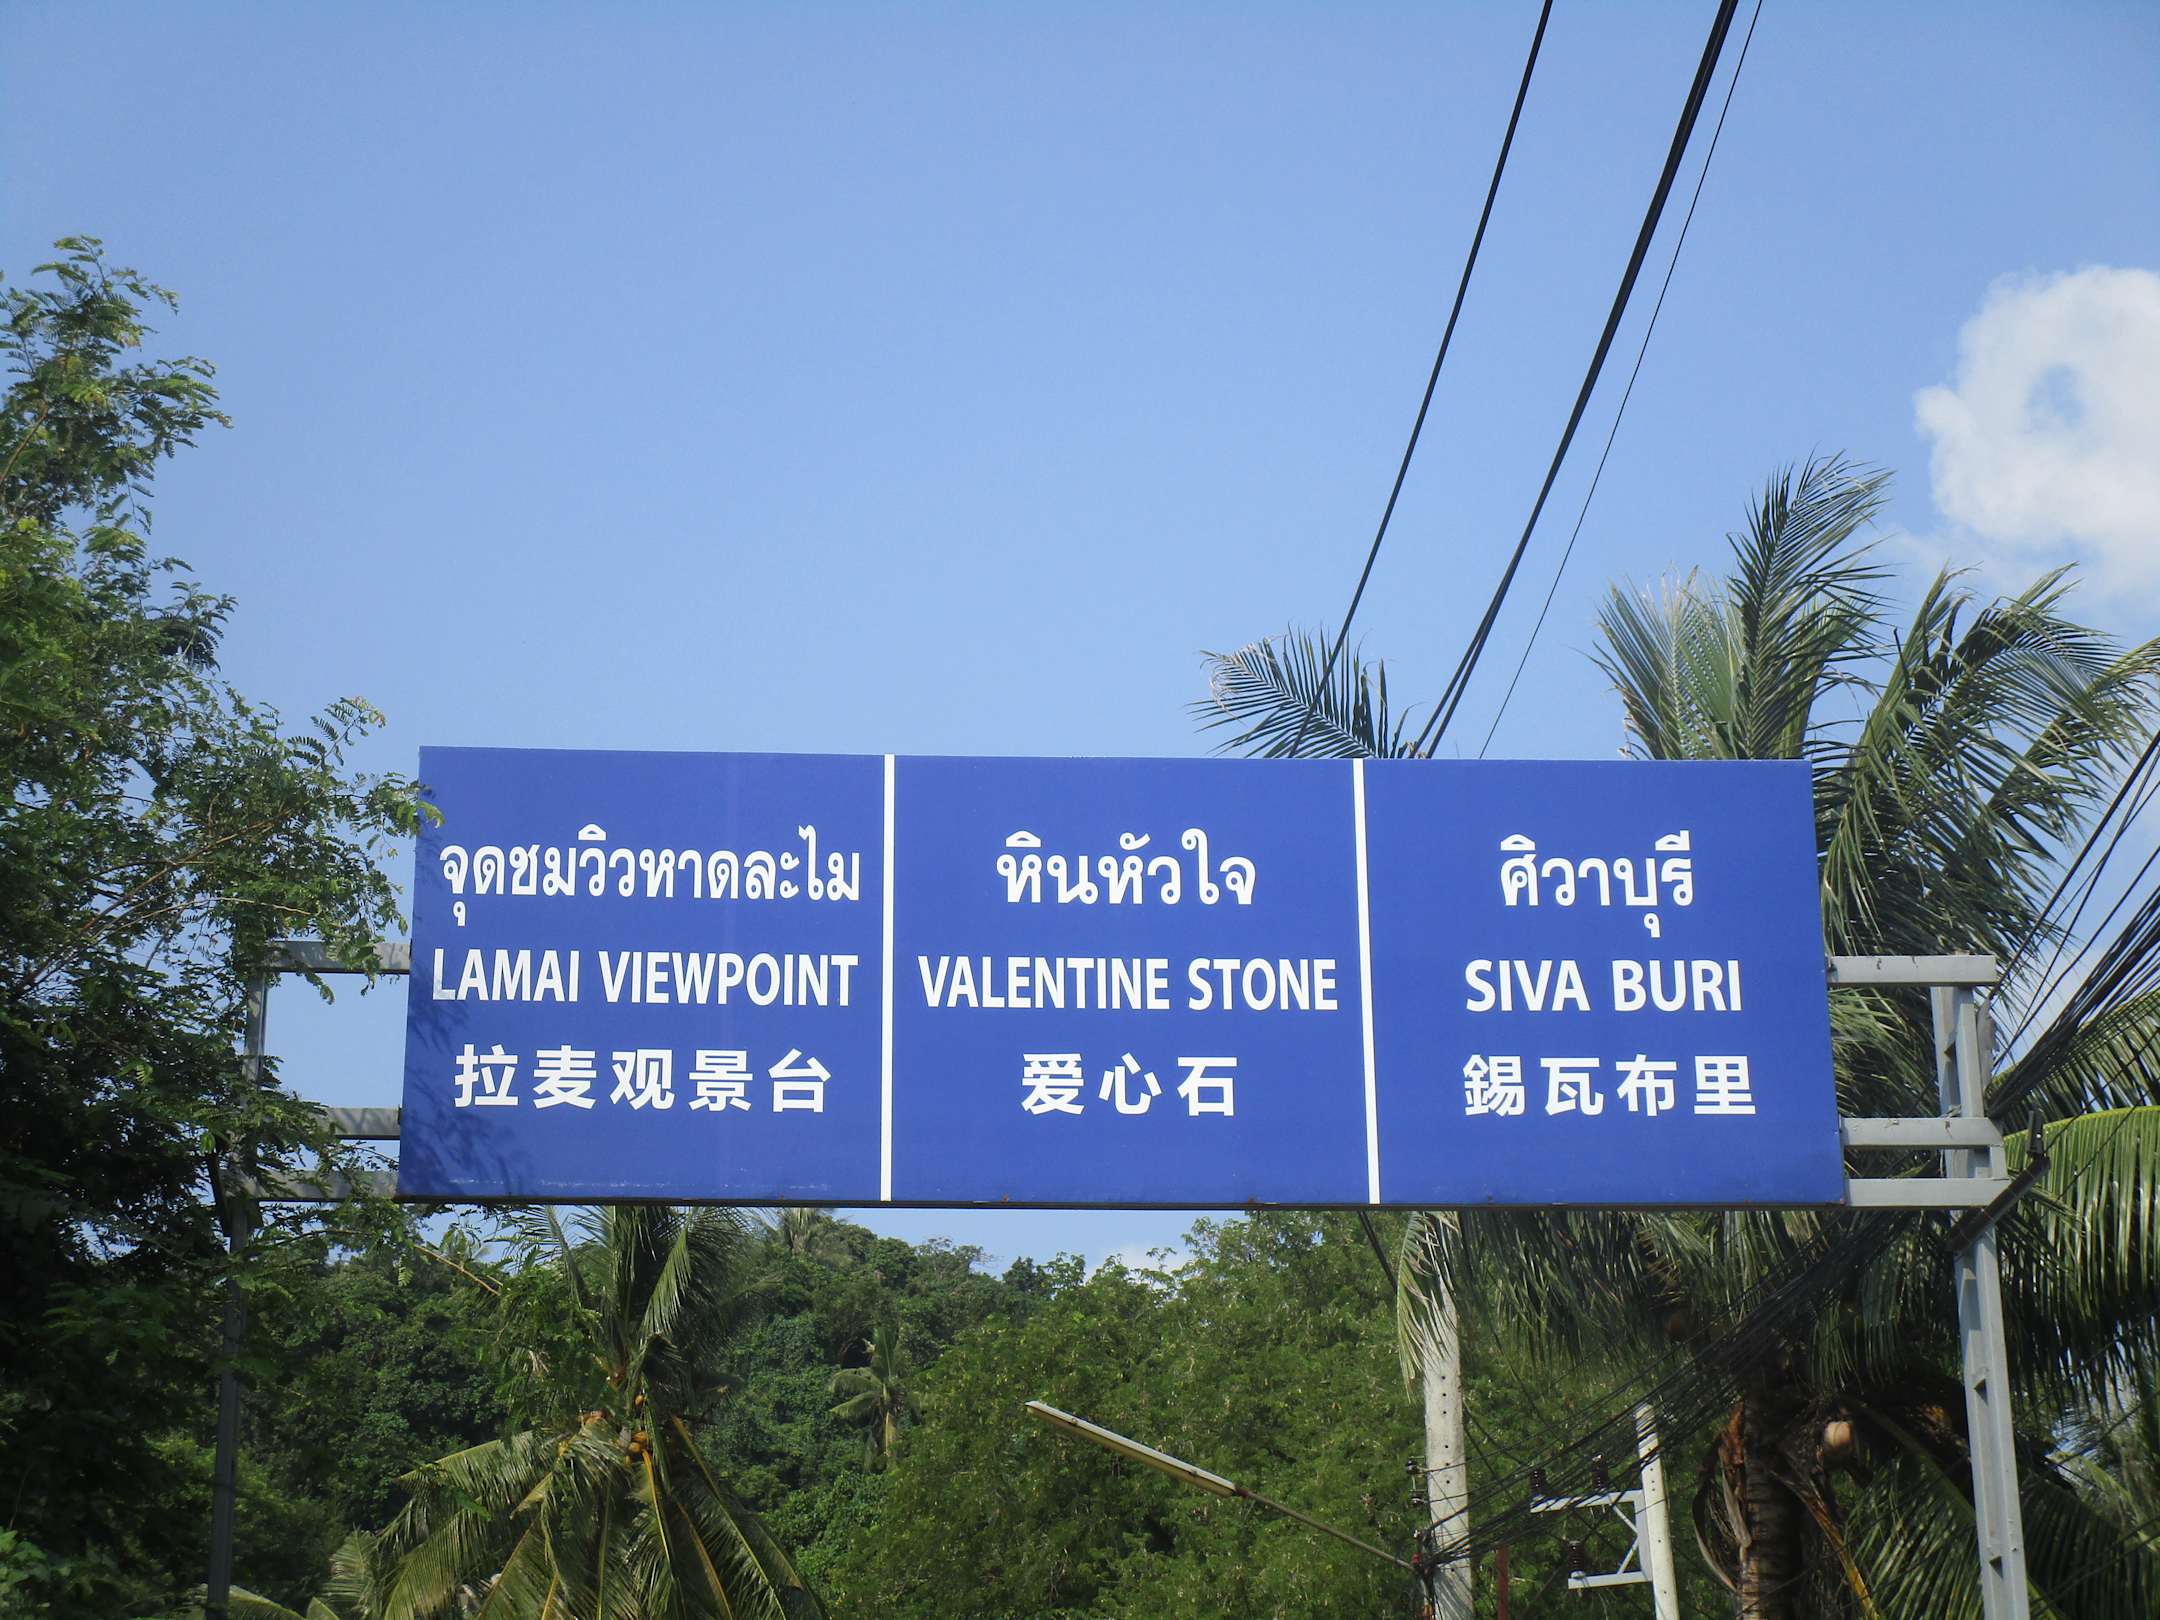 จุดชมวิวหาดละไม
LAMAI VIEWPOINT
拉麦观景台
หินหัวใจ
VALENTINE STONE
爱心石
ศิวาบุรี
SIVA BURI
錫瓦布里